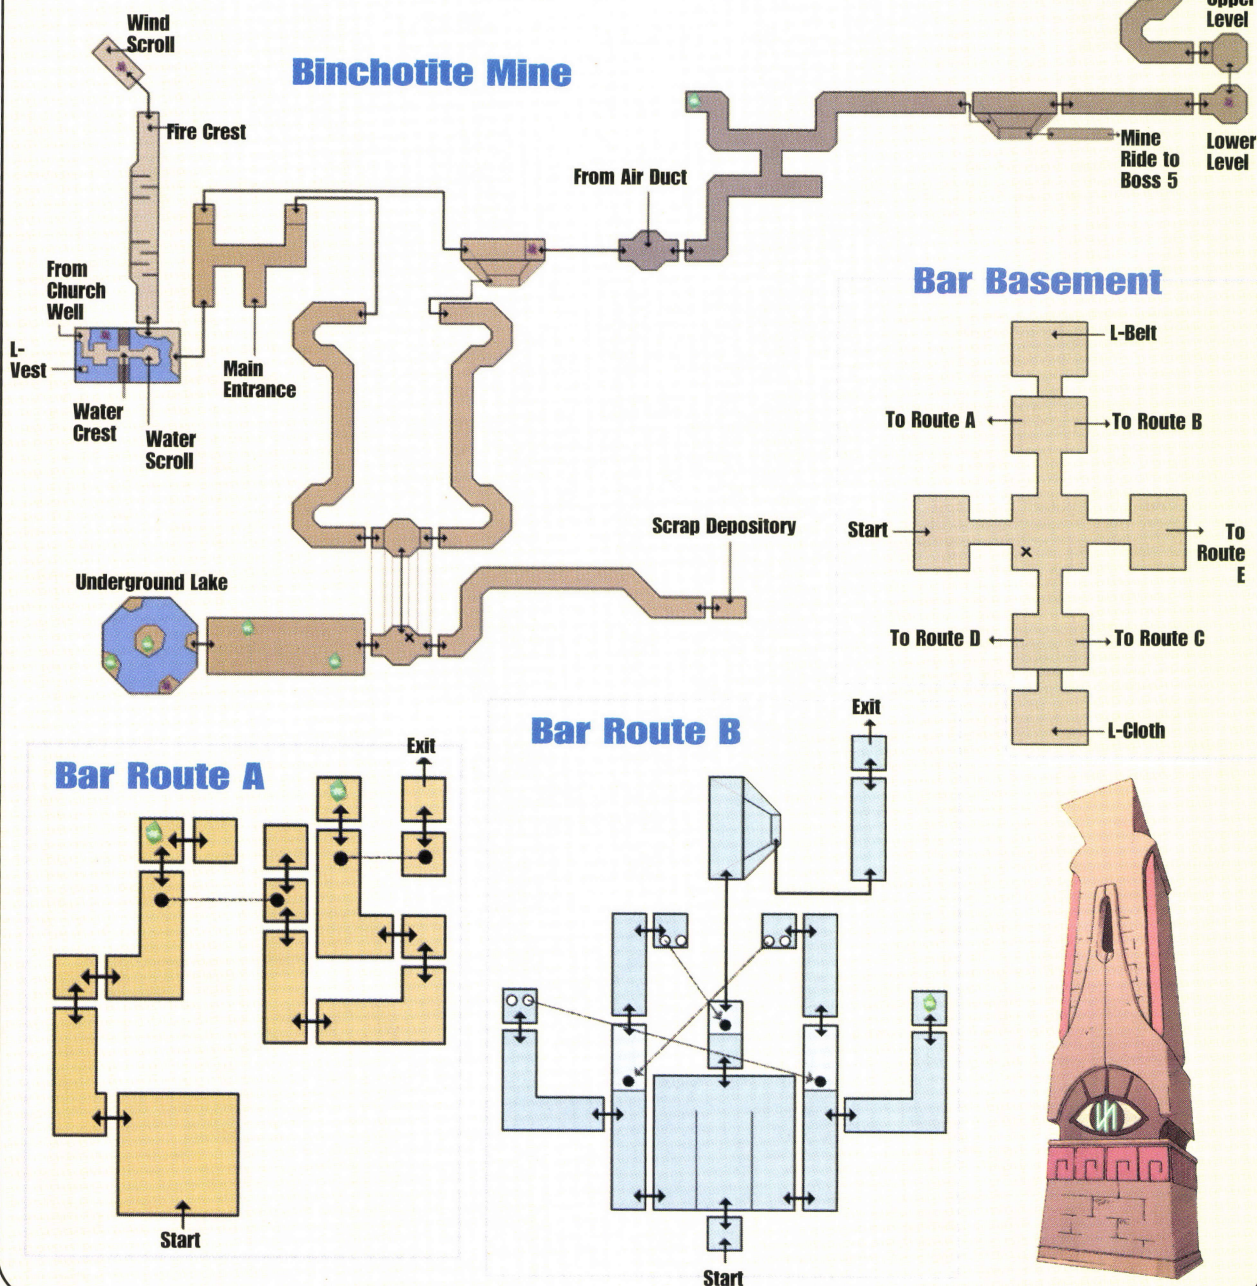 Wind
Scroll
Binchotite Mine
Upper
Level
Fire Crest
From Air Duct
Mine
Ride to
Boss 5
Lower
Level
From
Church
Well
L-
Vest
Main
Entrance
Water
Crest
Water
Scroll
Bar Basement
L-Belt
To Route A
To Route B
Start
To
Route
E
Scrap Depository
Underground Lake
To Route D
To Route C
L-Cloth
Bar Route A
Exit
Start
Bar Route B
Exit
Start